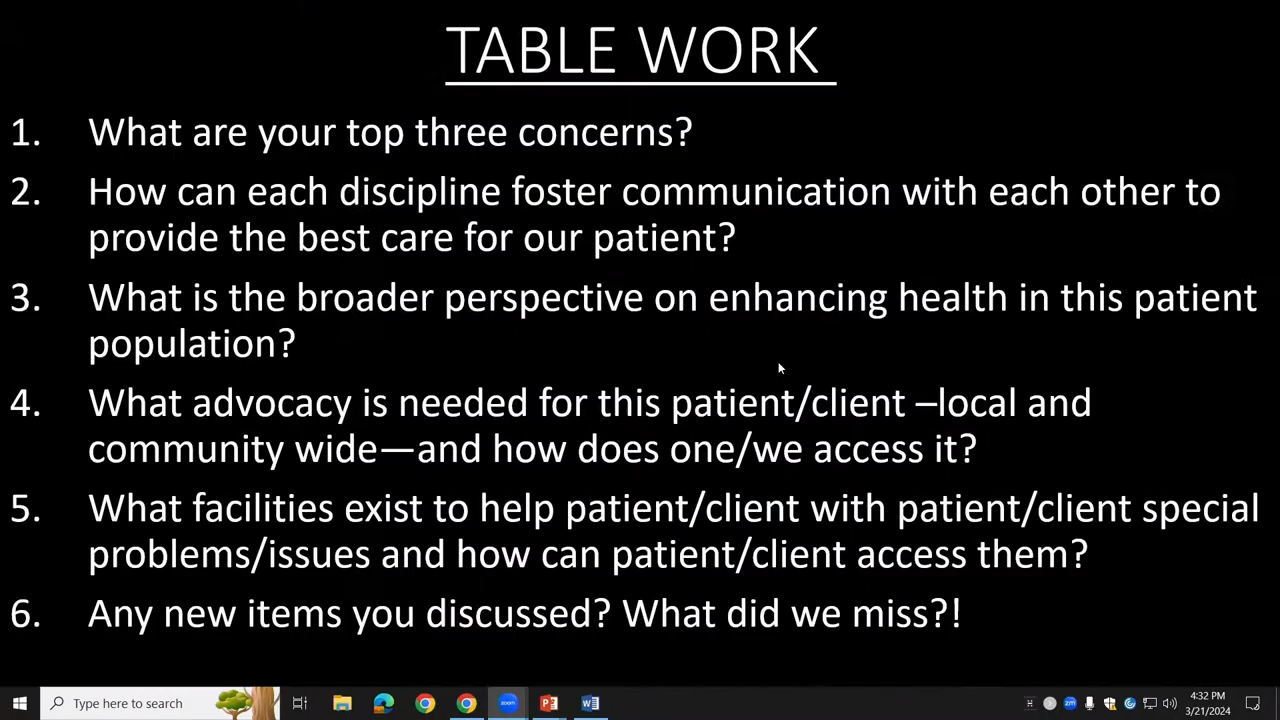 TABLE WORK
1. What are your top three concerns?
2. How can each discipline foster communication with each other to
provide the best care for our patient?
3. What is the broader perspective on enhancing health in this patient
population?
4. What advocacy is needed for this patient/client –local and
community wide—and how does one/we access it?
5. What facilities exist to help patient/client with patient/client special
problems/issues and how can patient/client access them?
6. Any new items you discussed? What did we miss?!
Type here to search
zoom
zm
4:32 PM
3/21/2024